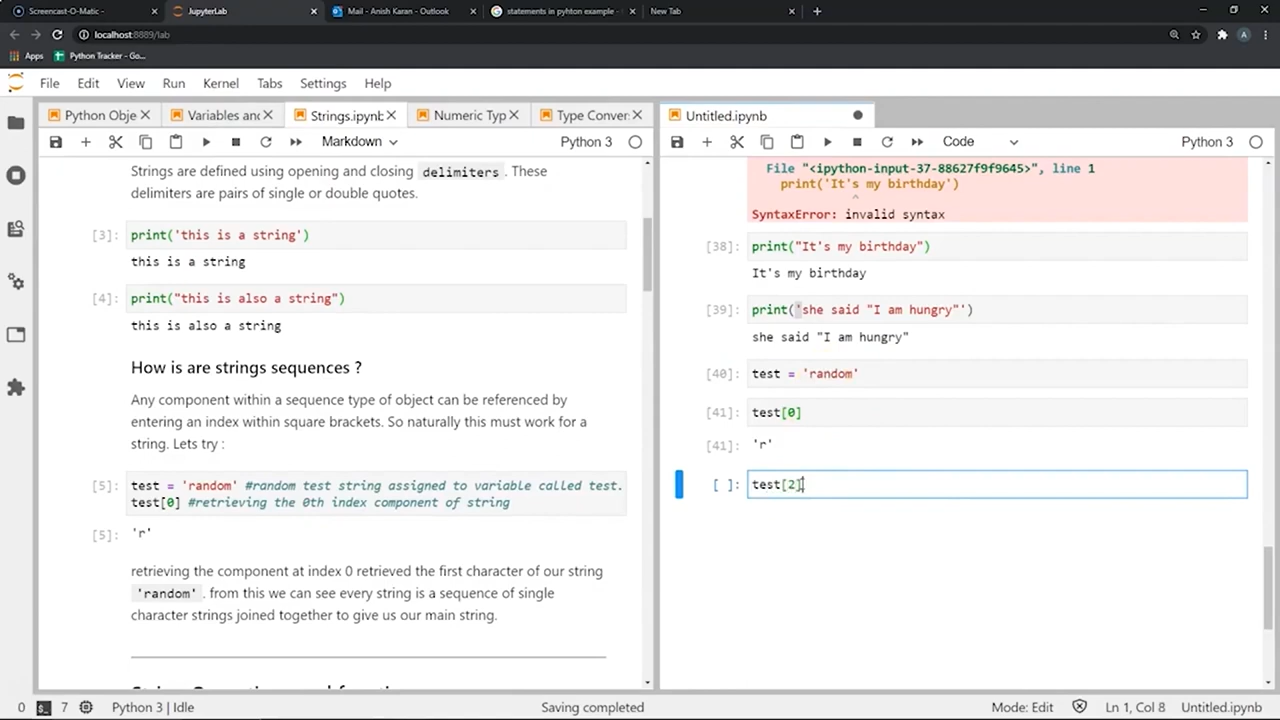 Screencast-O-Matic -
JupyterLab
Mail - Anish Karan - Outlook
statements in pyhton example -
New Tab
localhost:8889/lab
Apps
Python Tracker - Go...
A
File Edit View Run Kernel Tabs Settings Help
Python Obje
Variables and
Strings.ipynb
Numeric Typ
Type Conver
Markdown
Python 3
Strings are defined using opening and closing delimiters. These
delimiters are pairs of single or double quotes.
[3]: print('this is a string')
this is a string
[4]: print("this is also a string")
this is also a string
How is are strings sequences ?
Any component within a sequence type of object can be referenced by
entering an index within square brackets. So naturally this must work for a
string. Lets try :
[5]: test = 'random' #random test string assigned to variable called test.
test[0] #retrieving the 0th index component of string
[5]: 'r'
retrieving the component at index 0 retrieved the first character of our string
'random' . from this we can see every string is a sequence of single
character strings joined together to give us our main string.
Untitled.ipynb
Code
Python 3
File "<ipython-input-37-88627f9f9645>", line 1
print('It's my birthday')
^
SyntaxError: invalid syntax
[38]: print("It's my birthday")
It's my birthday
[39]: print('she said "I am hungry"')
she said "I am hungry"
[40]: test = 'random'
[41]: test[0]
[41]: 'r'
[ ]: test[2]
0
7
Python 3 | Idle
Saving completed
Mode: Edit
Ln 1, Col 8
Untitled.ipynb